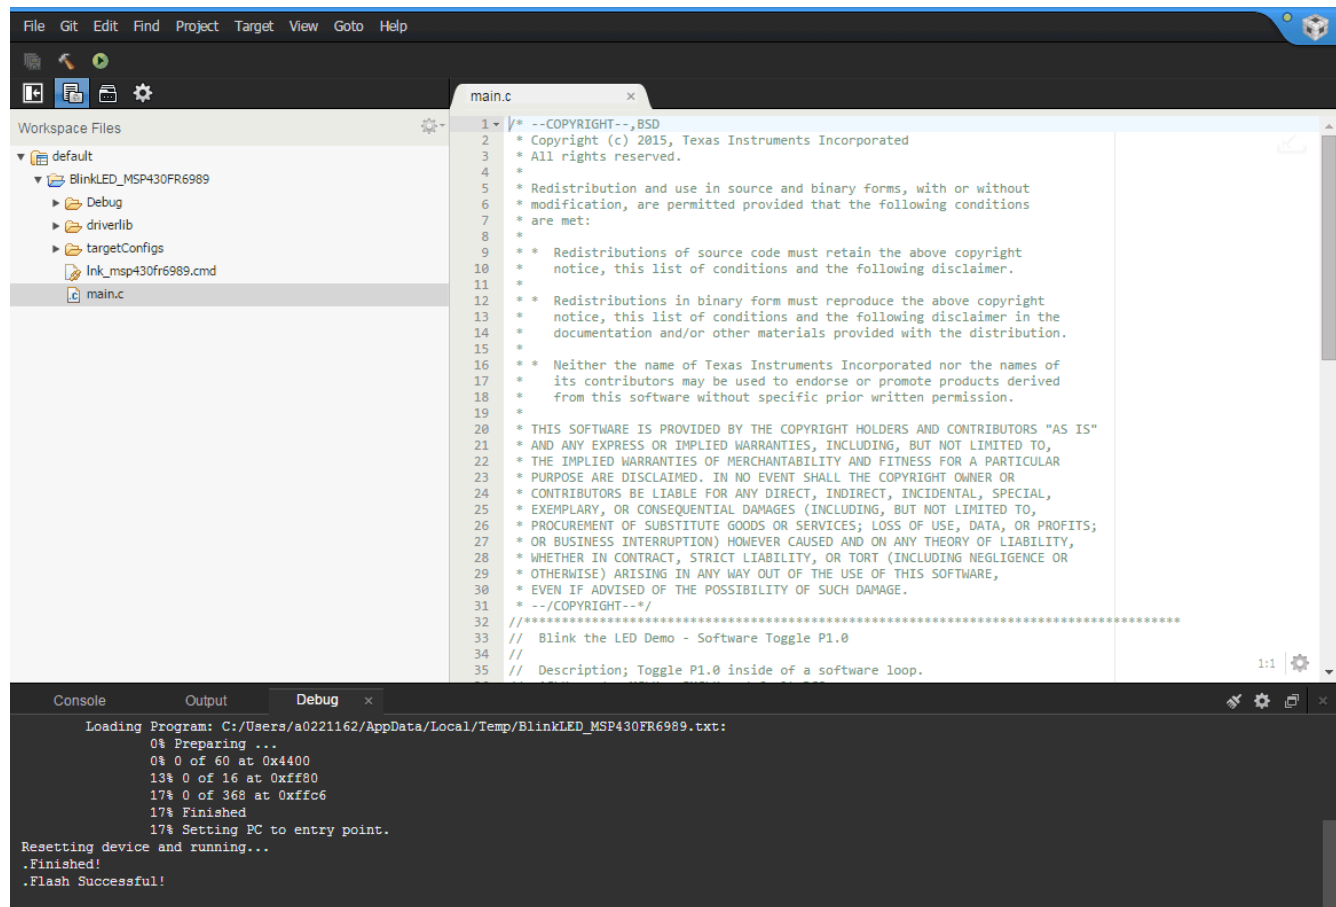 File Git Edit Find Project Target View Goto Help
main.c ×
Workspace Files
default
BlinkLED_MSP430FR6989
Debug
driverlib
targetConfigs
lnk_msp430fr6989.cmd
main.c
1 /* --COPYRIGHT--,BSD
2 * Copyright (c) 2015, Texas Instruments Incorporated
3 * All rights reserved.
4 *
5 * Redistribution and use in source and binary forms, with or without
6 * modification, are permitted provided that the following conditions
7 * are met:
8 *
9 * * Redistributions of source code must retain the above copyright
10 * notice, this list of conditions and the following disclaimer.
11 *
12 * * Redistributions in binary form must reproduce the above copyright
13 * notice, this list of conditions and the following disclaimer in the
14 * documentation and/or other materials provided with the distribution.
15 *
16 * * Neither the name of Texas Instruments Incorporated nor the names of
17 * its contributors may be used to endorse or promote products derived
18 * from this software without specific prior written permission.
19 *
20 * THIS SOFTWARE IS PROVIDED BY THE COPYRIGHT HOLDERS AND CONTRIBUTORS "AS IS"
21 * AND ANY EXPRESS OR IMPLIED WARRANTIES, INCLUDING, BUT NOT LIMITED TO,
22 * THE IMPLIED WARRANTIES OF MERCHANTABILITY AND FITNESS FOR A PARTICULAR
23 * PURPOSE ARE DISCLAIMED. IN NO EVENT SHALL THE COPYRIGHT OWNER OR
24 * CONTRIBUTORS BE LIABLE FOR ANY DIRECT, INDIRECT, INCIDENTAL, SPECIAL,
25 * EXEMPLARY, OR CONSEQUENTIAL DAMAGES (INCLUDING, BUT NOT LIMITED TO,
26 * PROCUREMENT OF SUBSTITUTE GOODS OR SERVICES; LOSS OF USE, DATA, OR PROFITS;
27 * OR BUSINESS INTERRUPTION) HOWEVER CAUSED AND ON ANY THEORY OF LIABILITY,
28 * WHETHER IN CONTRACT, STRICT LIABILITY, OR TORT (INCLUDING NEGLIGENCE OR
29 * OTHERWISE) ARISING IN ANY WAY OUT OF THE USE OF THIS SOFTWARE,
30 * EVEN IF ADVISED OF THE POSSIBILITY OF SUCH DAMAGE.
31 * --/COPYRIGHT--*/
32 //******************************************************************************
33 // Blink the LED Demo - Software Toggle P1.0
34 //
35 // Description; Toggle P1.0 inside of a software loop.
1:1
Console Output Debug ×
Loading Program: C:/Users/a0221162/AppData/Local/Temp/BlinkLED_MSP430FR6989.txt:
0% Preparing ...
0% 0 of 60 at 0x4400
13% 0 of 16 at 0xff80
17% 0 of 368 at 0xffc6
17% Finished
17% Setting PC to entry point.
Resetting device and running...
.Finished!
.Flash Successful!